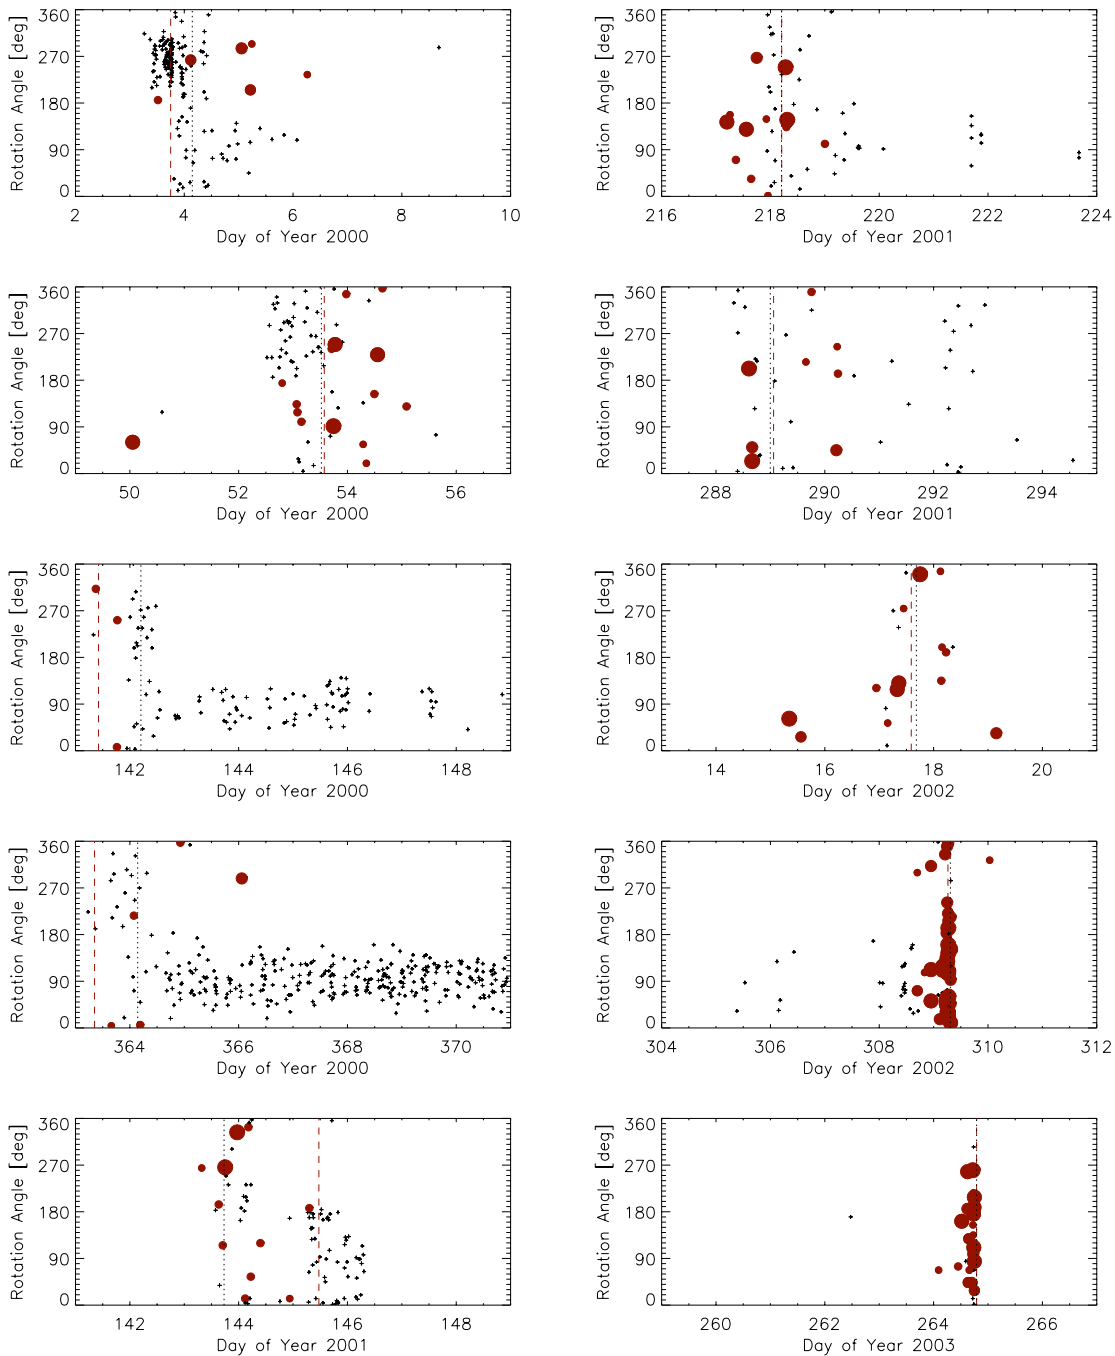 360
270
180
90
0
Rotation Angle [deg]
2 4 6 8 10
Day of Year 2000
360
270
180
90
0
Rotation Angle [deg]
216 218 220 222 224
Day of Year 2001
360
270
180
90
0
Rotation Angle [deg]
50 52 54 56
Day of Year 2000
360
270
180
90
0
Rotation Angle [deg]
288 290 292 294
Day of Year 2001
360
270
180
90
0
Rotation Angle [deg]
142 144 146 148
Day of Year 2000
360
270
180
90
0
Rotation Angle [deg]
14 16 18 20
Day of Year 2002
360
270
180
90
0
Rotation Angle [deg]
364 366 368 370
Day of Year 2000
360
270
180
90
0
Rotation Angle [deg]
304 306 308 310 312
Day of Year 2002
360
270
180
90
0
Rotation Angle [deg]
142 144 146 148
Day of Year 2001
360
270
180
90
0
Rotation Angle [deg]
260 262 264 266
Day of Year 2003